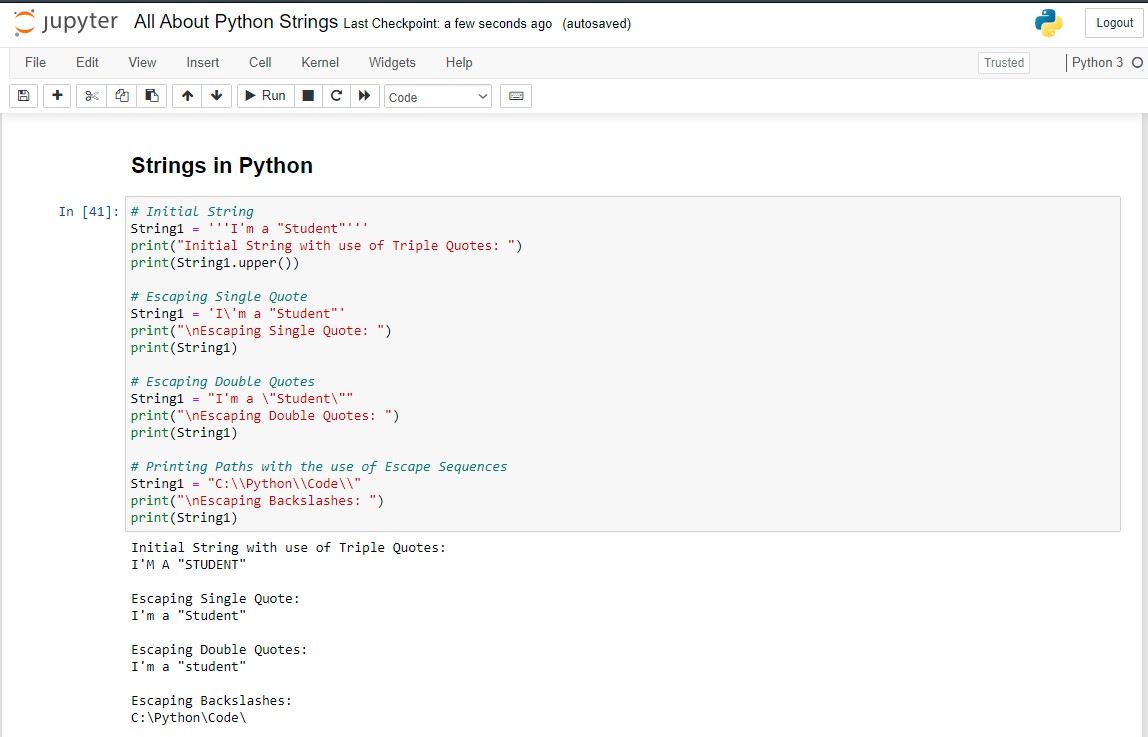 jupyter All About Python Strings Last Checkpoint: a few seconds ago (autosaved) Logout
File Edit View Insert Cell Kernel Widgets Help Trusted Python 3
Run Code
Strings in Python
In [41]: # Initial String
String1 = '''I'm a "Student"'''
print("Initial String with use of Triple Quotes: ")
print(String1.upper())
# Escaping Single Quote
String1 = 'I\'m a "Student"'
print("\nEscaping Single Quote: ")
print(String1)
# Escaping Double Quotes
String1 = "I'm a \"Student\""
print("\nEscaping Double Quotes: ")
print(String1)
# Printing Paths with the use of Escape Sequences
String1 = "C:\\Python\\Code\\"
print("\nEscaping Backslashes: ")
print(String1)
Initial String with use of Triple Quotes:
I'M A "STUDENT"
Escaping Single Quote:
I'm a "Student"
Escaping Double Quotes:
I'm a "student"
Escaping Backslashes:
C:\Python\Code\